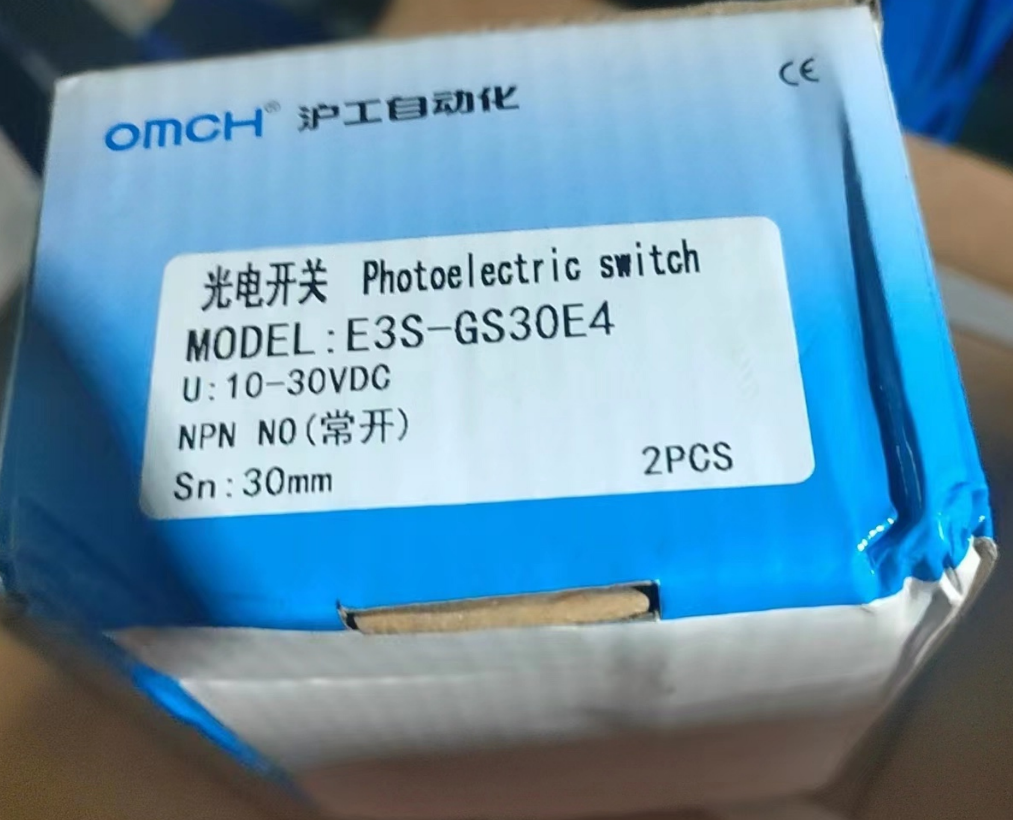 OMCH® 沪工自动化
CE
光电开关 Photoelectric switch
MODEL:E3S-GS30E4
U:10-30VDC
NPN NO(常开)
Sn:30mm
2PCS